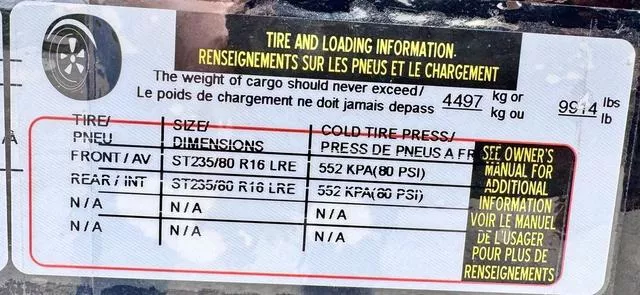 TIRE AND LOADING INFORMATION
RENSEIGNEMENTS SUR LES PNEUS ET LE CHARGEMENT
The weight of cargo should never exceed/ 4497 kg or 9914 lbs
Le poids de chargement ne doit jamais depass kg ou lb
TIRE/ SIZE/ COLD TIRE PRESS/
PNEU DIMENSIONS PRESS DE PNEUS A FR
FRONT / AV ST235/80 R16 LRE 552 KPA(80 PSI)
REAR / INT ST235/80 R16 LRE 552 KPA(80 PSI)
N / A N / A N / A
N / A N / A N / A
SEE OWNER'S
MANUAL FOR
ADDITIONAL
INFORMATION
VOIR LE MANUEL
DE L'USAGER
POUR PLUS DE
RENSEIGNEMENTS